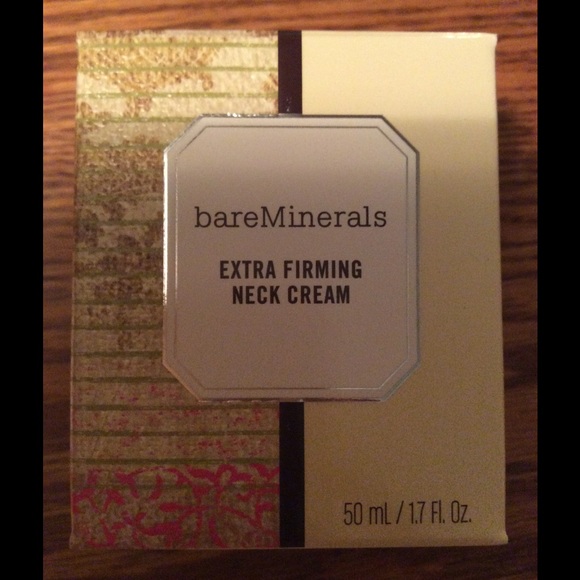 bareMinerals
EXTRA FIRMING
NECK CREAM
50 mL / 1.7 Fl. Oz.